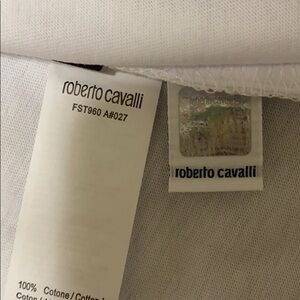 roberto cavalli
FST960 A#027
roberto cavalli
100% Cotone / Cotton /